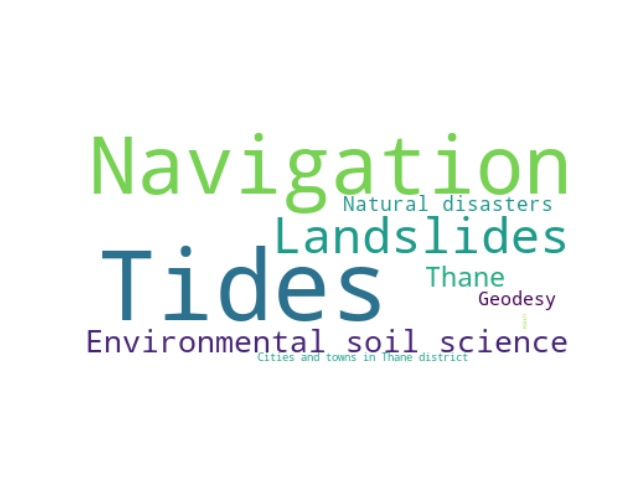 Navigation
Natural disasters
Landslides
Tides
Thane
Geodesy
Environmental soil science
Cities and towns in Thane district